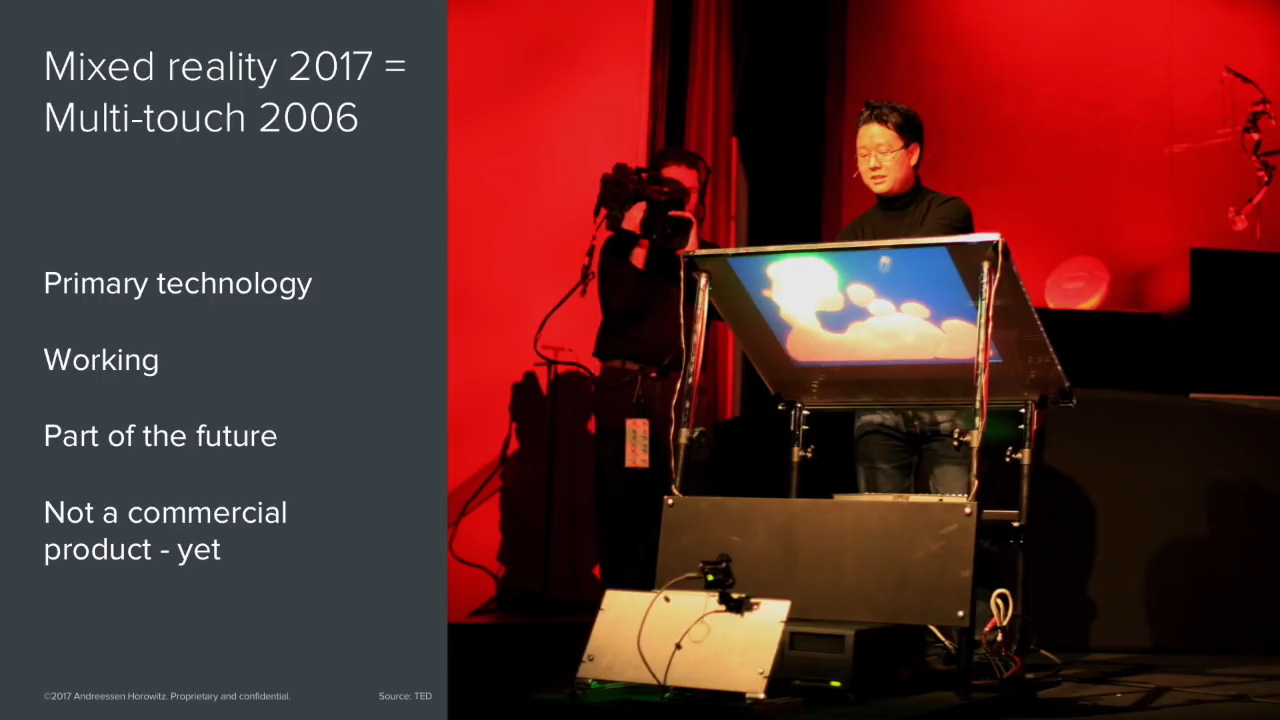 Mixed reality 2017 =
Multi-touch 2006
Primary technology
Working
Part of the future
Not a commercial
product - yet
©2017 Andreessen Horowitz. Proprietary and confidential.
Source: TED